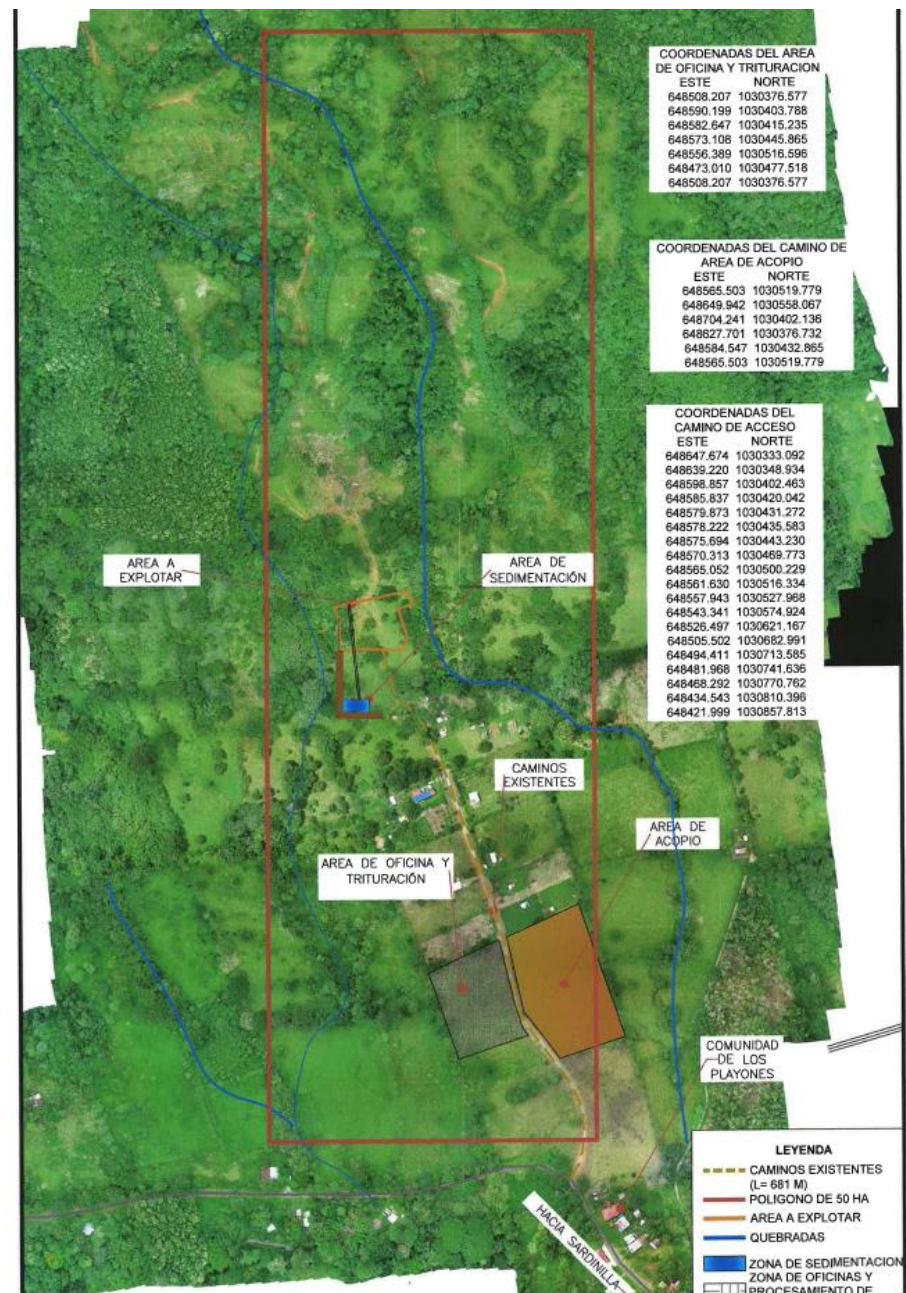 COORDENADAS DEL AREA
DE OFICINA Y TRITURACION
ESTE NORTE
648508.207 1030376.577
648590.199 1030403.788
648582.647 1030415.235
648573.108 1030445.865
648556.389 1030516.596
648473.010 1030477.518
648508.207 1030376.577
COORDENADAS DEL CAMINO DE
AREA DE ACOPIO
ESTE NORTE
648565.503 1030519.779
648649.942 1030558.067
648704.241 1030402.136
648627.701 1030376.732
648584.547 1030432.865
648565.503 1030519.779
COORDENADAS DEL
CAMINO DE ACCESO
ESTE NORTE
648647.674 1030333.092
648639.220 1030348.934
648598.857 1030402.463
648585.837 1030420.042
648579.873 1030431.272
648578.222 1030435.583
648575.694 1030443.230
648570.313 1030469.773
648565.052 1030500.229
648561.630 1030516.334
648557.943 1030527.968
648543.341 1030574.924
648526.497 1030621.167
648505.502 1030682.991
648494.411 1030713.585
648481.968 1030741.636
648468.292 1030770.762
648434.543 1030810.396
648421.999 1030857.813
AREA A
EXPLOTAR
AREA DE
SEDIMENTACIÓN
CAMINOS
EXISTENTES
AREA DE
ACOPIO
AREA DE OFICINA Y
TRITURACIÓN
COMUNIDAD
DE LOS
PLAYONES
HACIA SARDINILLA
LEYENDA
CAMINOS EXISTENTES
(L= 681 M)
POLIGONO DE 50 HA
AREA A EXPLOTAR
QUEBRADAS
ZONA DE SEDIMENTACION
ZONA DE OFICINAS Y
PROCESAMIENTO DE